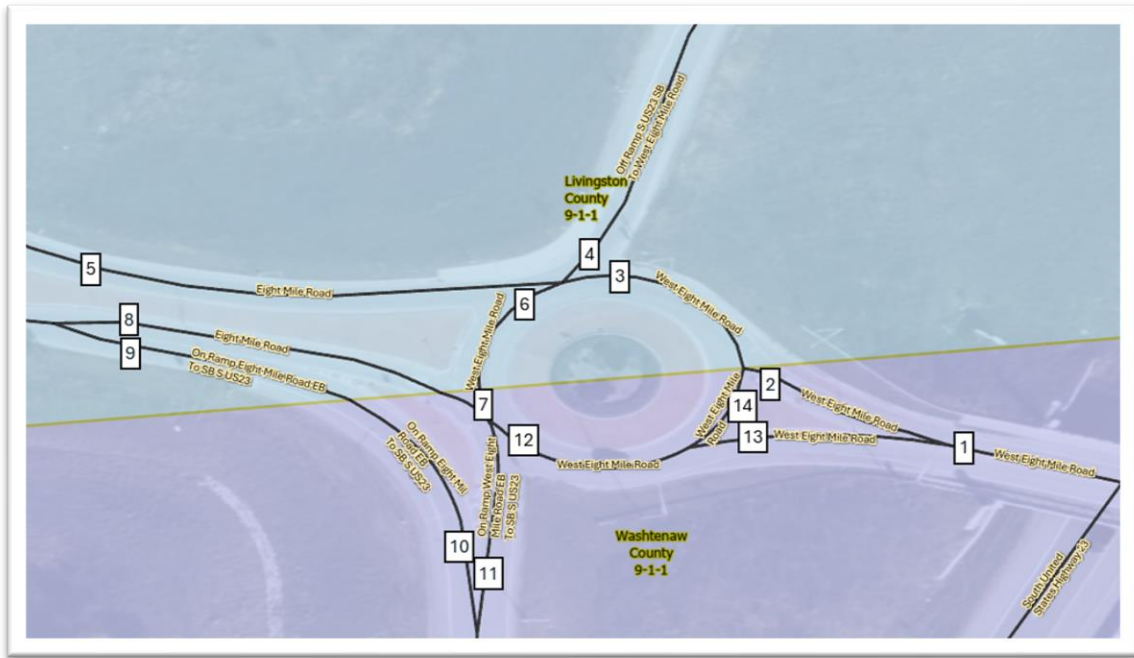 Off Ramp S US23 SB
To West Eight Mile Road
Livingston
County
9-1-1
4
5
3
West Eight Mile Road
Eight Mile Road
6
West Eight Mile Road
8
Eight Mile Road
9
On Ramp Eight Mile Road EB
To SB S US23
2
West Eight Mile Road
7
14
West Eight Mile
Road
12
13
West Eight Mile Road
1
West Eight Mile Road
West Eight Mile Road
On Ramp Eight Mil
Road EB
To SB S US23
On Ramp West Eight
Mile Road EB
To SB S US23
10
11
Washtenaw
County
9-1-1
South United
States Highway 23